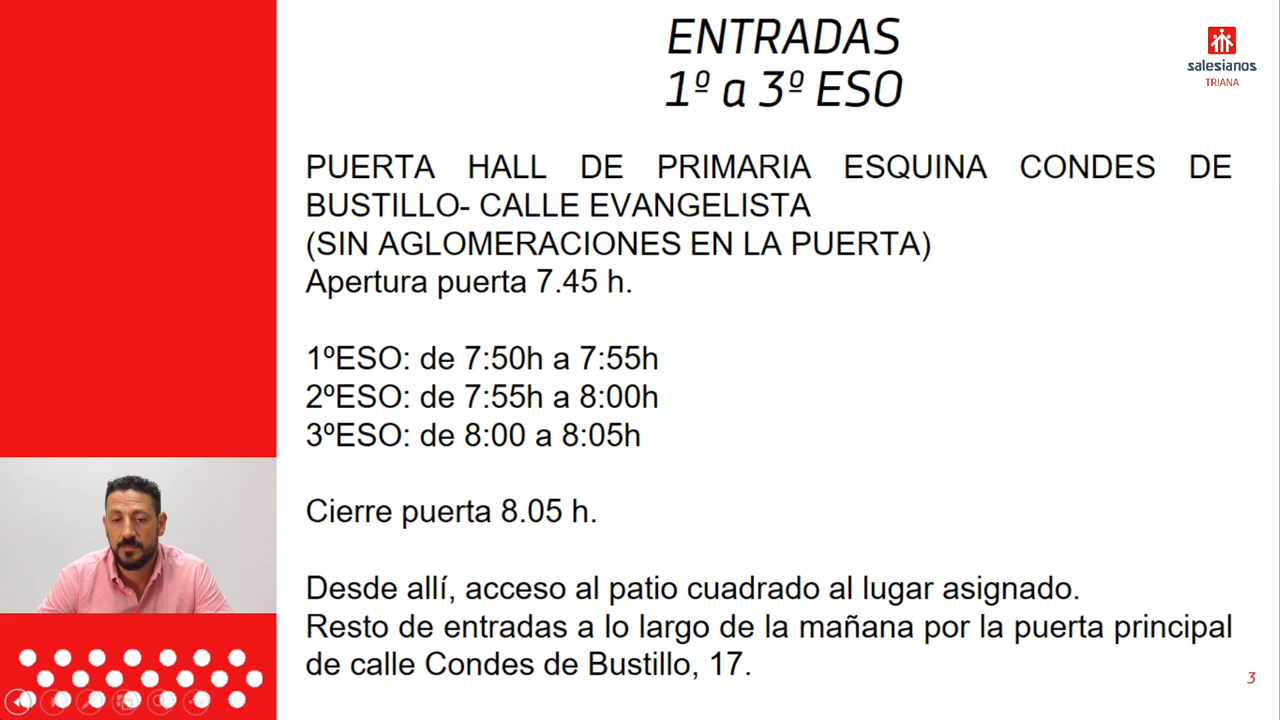 ENTRADAS
1º a 3º ESO
salesianos
TRIANA
PUERTA HALL DE PRIMARIA ESQUINA CONDES DE
BUSTILLO- CALLE EVANGELISTA
(SIN AGLOMERACIONES EN LA PUERTA)
Apertura puerta 7.45 h.
1ºESO: de 7:50h a 7:55h
2ºESO: de 7:55h a 8:00h
3ºESO: de 8:00 a 8:05h
Cierre puerta 8.05 h.
Desde allí, acceso al patio cuadrado al lugar asignado.
Resto de entradas a lo largo de la mañana por la puerta principal
de calle Condes de Bustillo, 17.
3